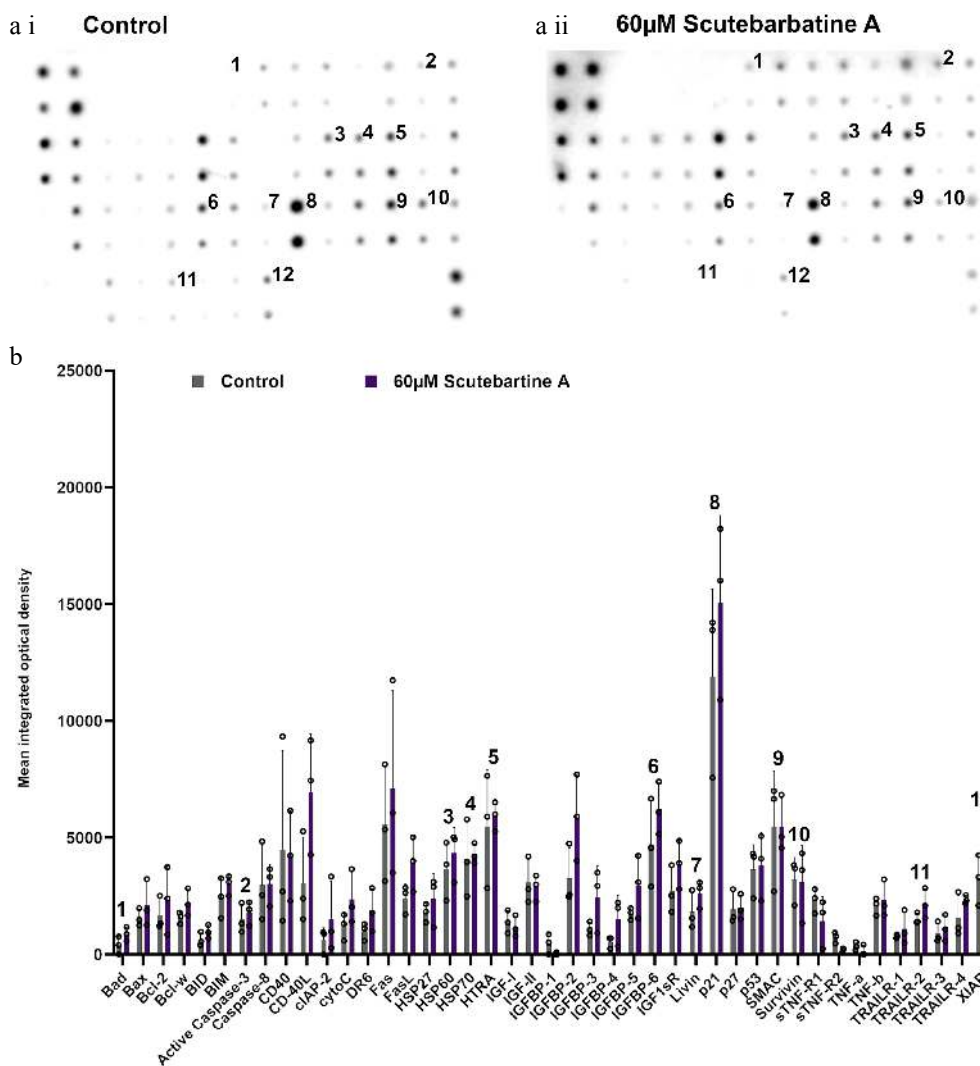 a i Control
a ii 60µM Scutebarbatine A
1 2
3 4 5
6 7 8 9 10
11 12
1 2
3 4 5
6 7 8 9 10
11 12
b
25000
20000
15000
10000
5000
0
Mean integrated optical density
Control
60µM Scutebartine A
1 2 3 4 5 6 7 8 9 10 11 1
Bad
Bax
Bcl-2
Bcl-w
BID
BIM
Active Caspase-3
Caspase-8
CD40
CD-40L
cIAP-2
cytoC
DR6
Fas
FasL
HSP27
HSP60
HSP70
HTRA
IGF-I
IGF-II
IGFBP-1
IGFBP-2
IGFBP-3
IGFBP-4
IGFBP-5
IGFBP-6
IGF1sR
Livin
p21
p27
p53
SMAC
Survivin
sTNF-R1
sTNF-R2
TNF-a
TNF-b
TRAILR-1
TRAILR-2
TRAILR-3
TRAILR-4
XIAP